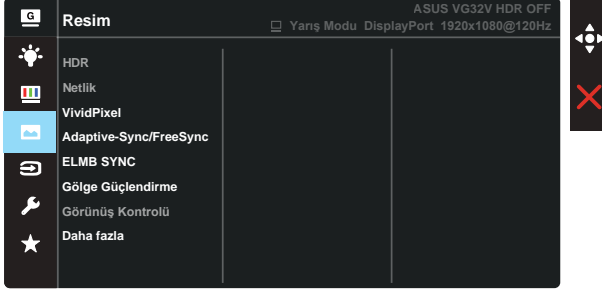 G
Resim
ASUS VG32V HDR OFF
Yarış Modu DisplayPort 1920x1080@120Hz
HDR
Netlik
VividPixel
Adaptive-Sync/FreeSync
ELMB SYNC
Gölge Güçlendirme
Görünüş Kontrolü
Daha fazla